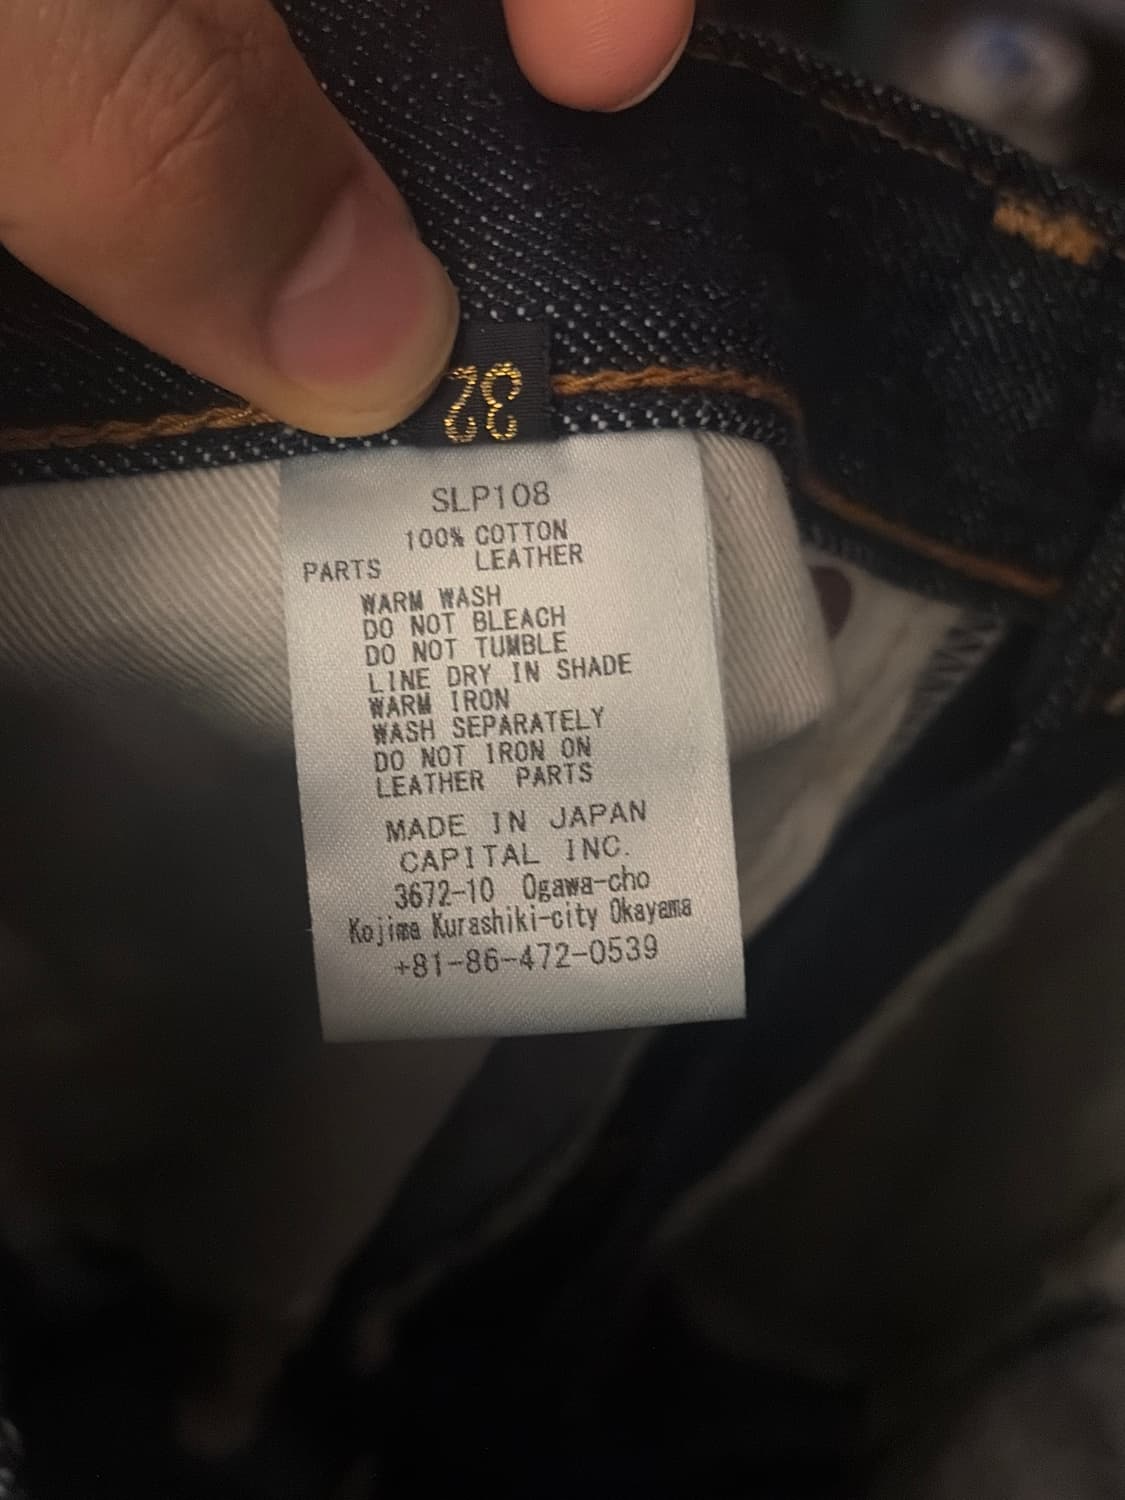 32
SLP108
100% COTTON
PARTS LEATHER
WARM WASH
DO NOT BLEACH
DO NOT TUMBLE
LINE DRY IN SHADE
WARM IRON
WASH SEPARATELY
DO NOT IRON ON
LEATHER PARTS
MADE IN JAPAN
CAPITAL INC.
3672-10 Ogawa-cho
Kojima Kurashiki-city Okayama
+81-86-472-0539